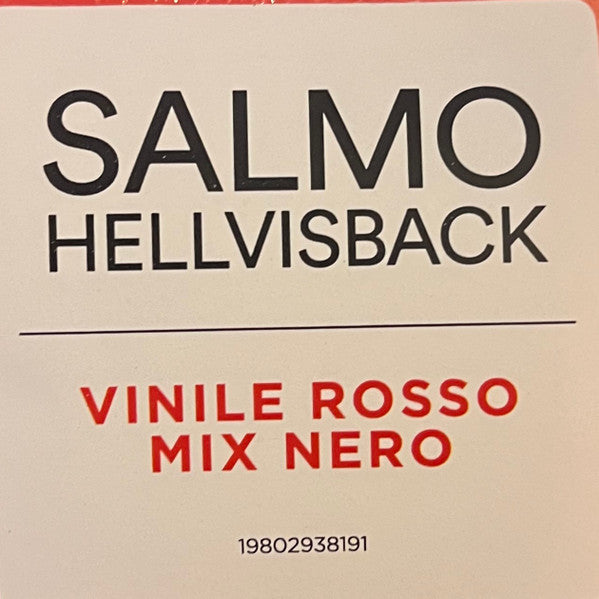 SALMO
HELLVISBACK
VINILE ROSSO
MIX NERO
19802938191